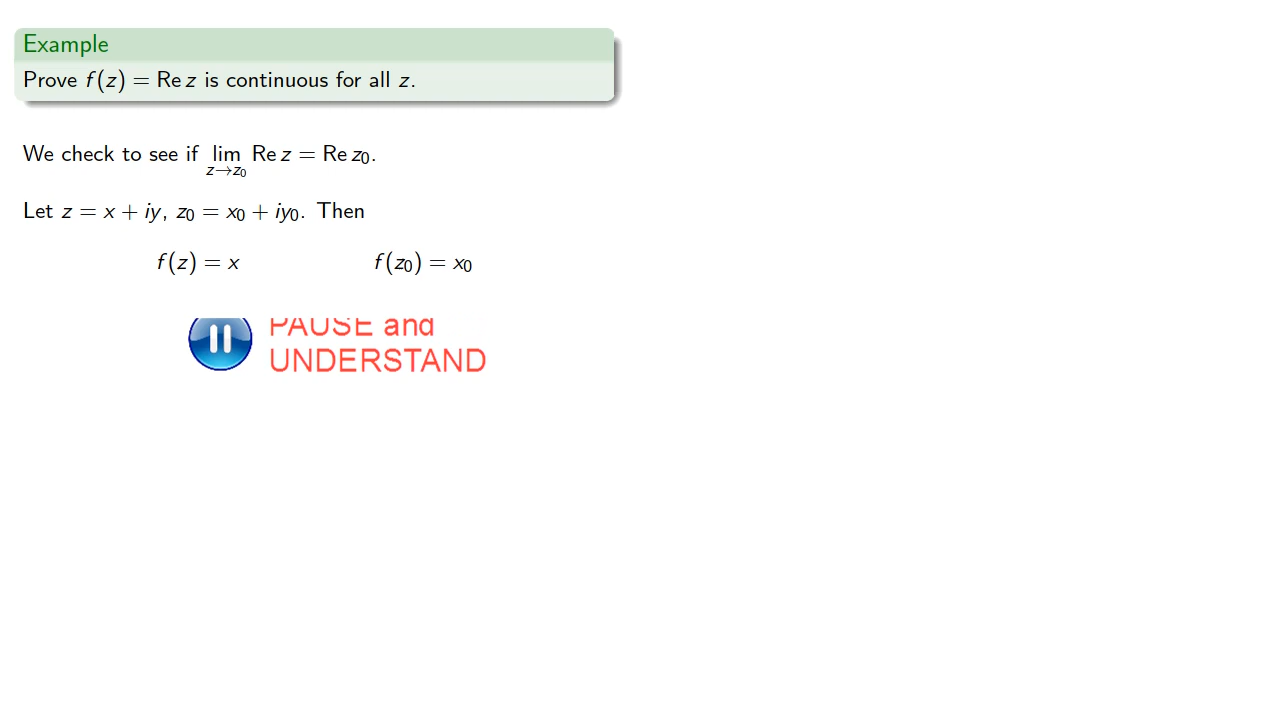 Example
Prove f(z) = Re z is continuous for all z.
We check to see if lim z→z₀ Re z = Re z₀.
Let z = x + iy, z₀ = x₀ + iy₀. Then
f(z) = x f(z₀) = x₀
PAUSE and
UNDERSTAND